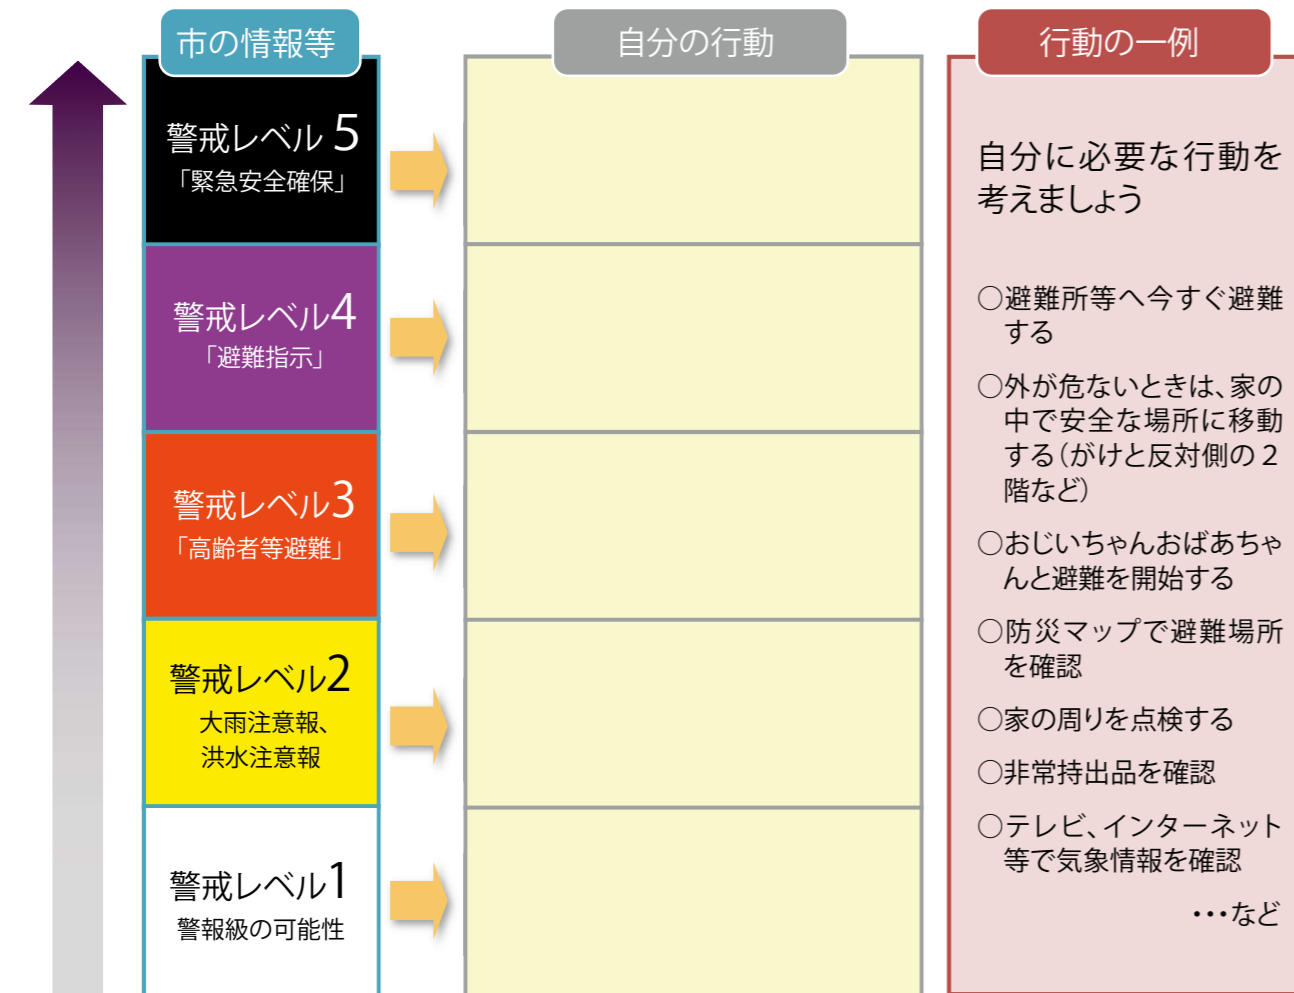 市の情報等
自分の行動
行動の一例
警戒レベル 5
「緊急安全確保」
警戒レベル4
「避難指示」
警戒レベル3
「高齢者等避難」
警戒レベル2
大雨注意報、
洪水注意報
警戒レベル1
警報級の可能性
自分に必要な行動を
考えましょう
○避難所等へ今すぐ避難
する
○外が危ないときは、家の
中で安全な場所に移動
する(がけと反対側の2
階など)
○おじいちゃんおばあちゃ
んと避難を開始する
○防災マップで避難場所
を確認
○家の周りを点検する
○非常持出品を確認
○テレビ、インターネット
等で気象情報を確認
・・・など